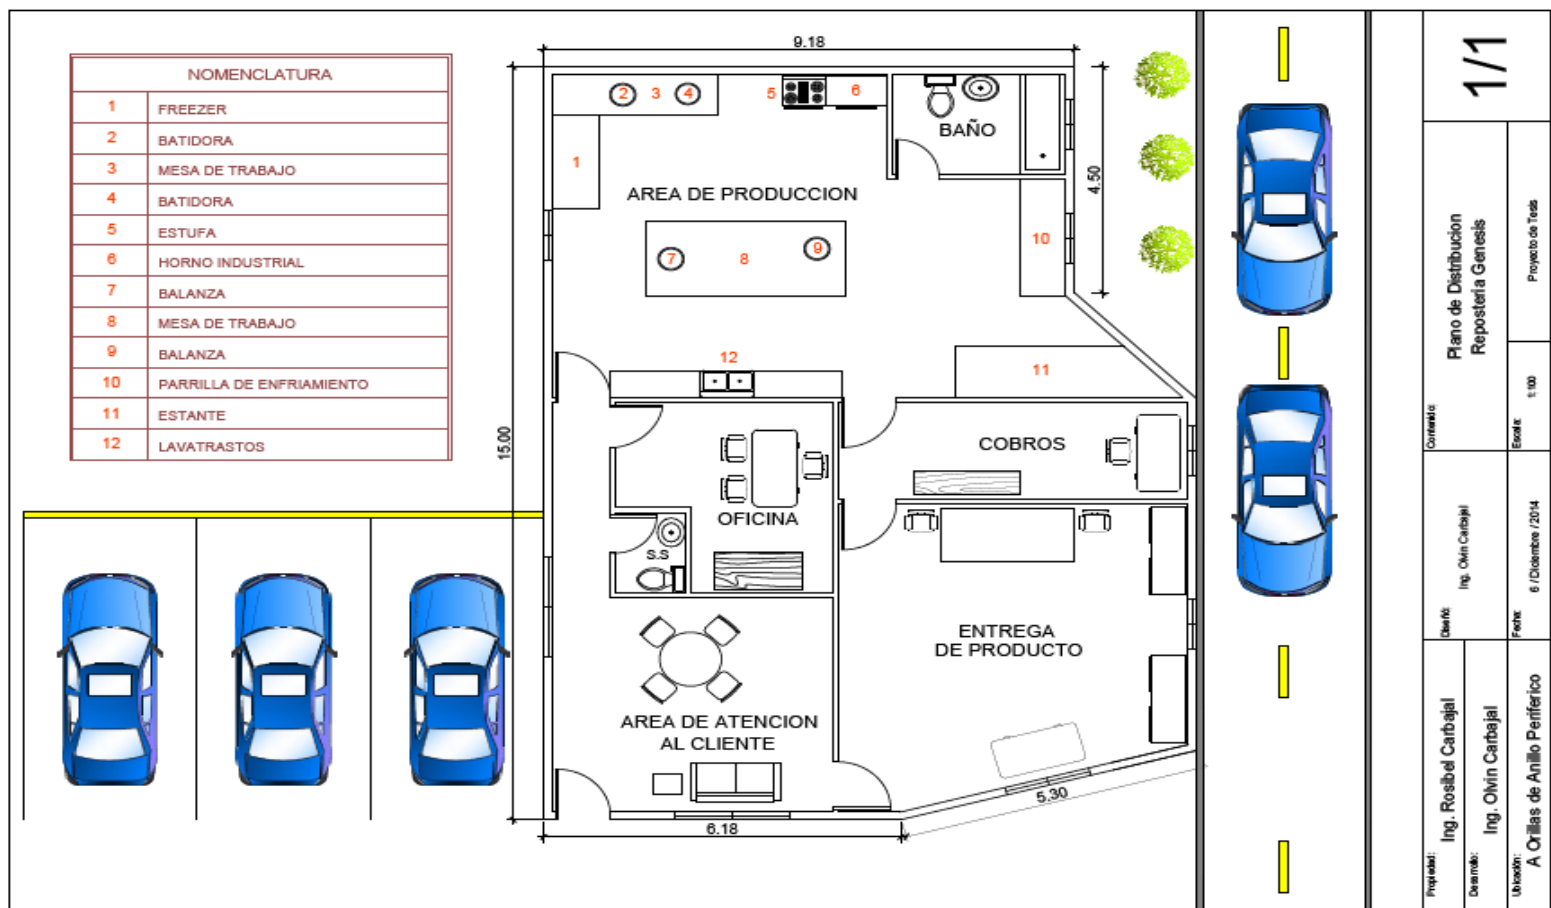 NOMENCLATURA
1 FREEZER
2 BATIDORA
3 MESA DE TRABAJO
4 BATIDORA
5 ESTUFA
6 HORNO INDUSTRIAL
7 BALANZA
8 MESA DE TRABAJO
9 BALANZA
10 PARRILLA DE ENFRIAMIENTO
11 ESTANTE
12 LAVATRASTOS
9.18
2 3 4 5 6
BAÑO
1
4.50
AREA DE PRODUCCION
10
7 8 9
12
11
15.00
COBROS
OFICINA
S.S
ENTREGA
DE PRODUCTO
AREA DE ATENCION
AL CLIENTE
5.30
6.18
1/1
Contenido:
Plano de Distribucion
Reposteria Genesis
Proyecto de Tesis
Escala:
1:100
Diseñó:
Ing. Olvin Carbajal
Fecha:
6 / Diciembre / 2014
Propiedad:
Ing. Rosibel Carbajal
Desarrollo:
Ing. Olvin Carbajal
Ubicación:
A Orillas de Anillo Periferico